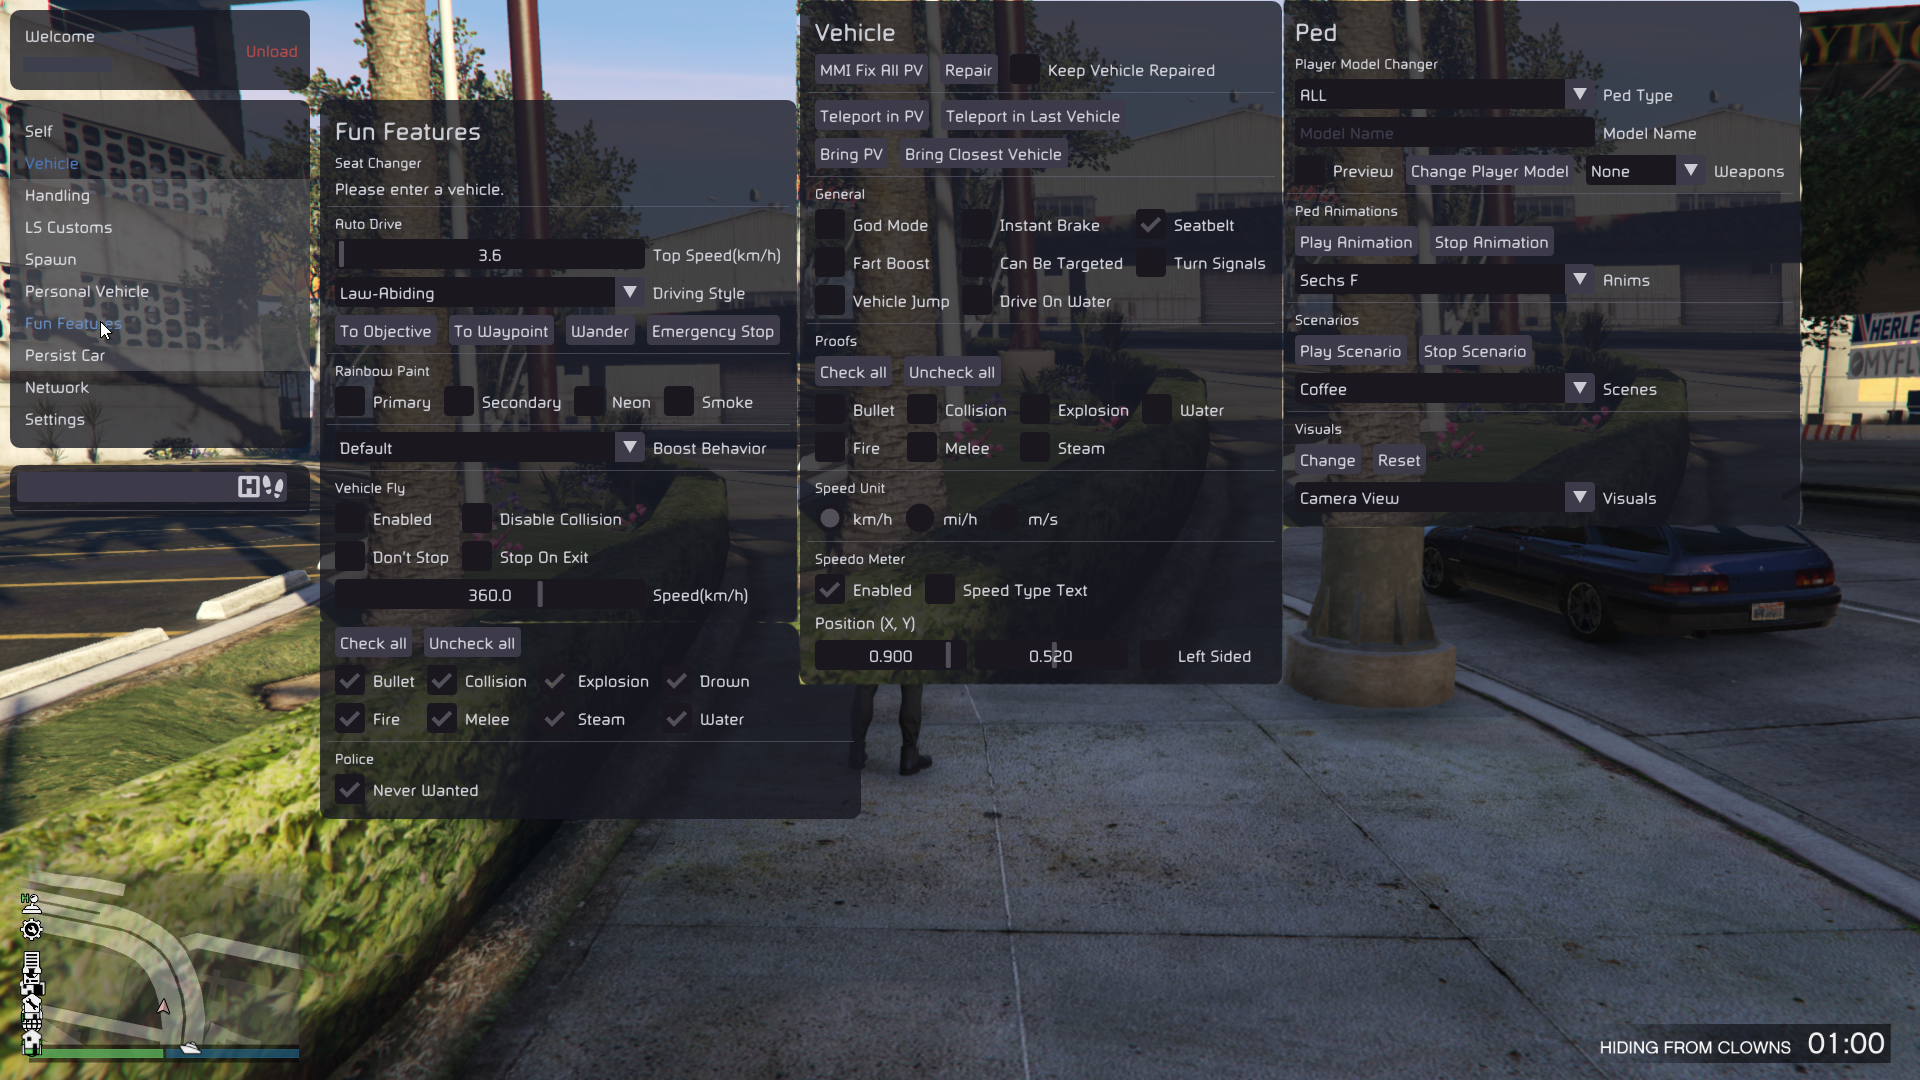 Welcome
Unload
Self
Vehicle
Handling
LS Customs
Spawn
Personal Vehicle
Fun Features
Persist Car
Network
Settings
H
Fun Features
Seat Changer
Please enter a vehicle.
Auto Drive
3.6 Top Speed(km/h)
Law-Abiding Driving Style
To Objective To Waypoint Wander Emergency Stop
Rainbow Paint
Primary Secondary Neon Smoke
Default Boost Behavior
Vehicle Fly
Enabled Disable Collision
Don't Stop Stop On Exit
360.0 Speed(km/h)
Check all Uncheck all
Bullet Collision Explosion Drown
Fire Melee Steam Water
Police
Never Wanted
Vehicle
MMI Fix All PV Repair Keep Vehicle Repaired
Teleport in PV Teleport in Last Vehicle
Bring PV Bring Closest Vehicle
General
God Mode Instant Brake Seatbelt
Fart Boost Can Be Targeted Turn Signals
Vehicle Jump Drive On Water
Proofs
Check all Uncheck all
Bullet Collision Explosion Water
Fire Melee Steam
Speed Unit
km/h mi/h m/s
Speedo Meter
Enabled Speed Type Text
Position (X, Y)
0.900 0.520 Left Sided
Ped
Player Model Changer
ALL Ped Type
Model Name Model Name
Preview Change Player Model None Weapons
Ped Animations
Play Animation Stop Animation
Sechs F Anims
Scenarios
Play Scenario Stop Scenario
Coffee Scenes
Visuals
Change Reset
Camera View Visuals
YING
HERLE
OMYFLY
HIDING FROM CLOWNS 01:00